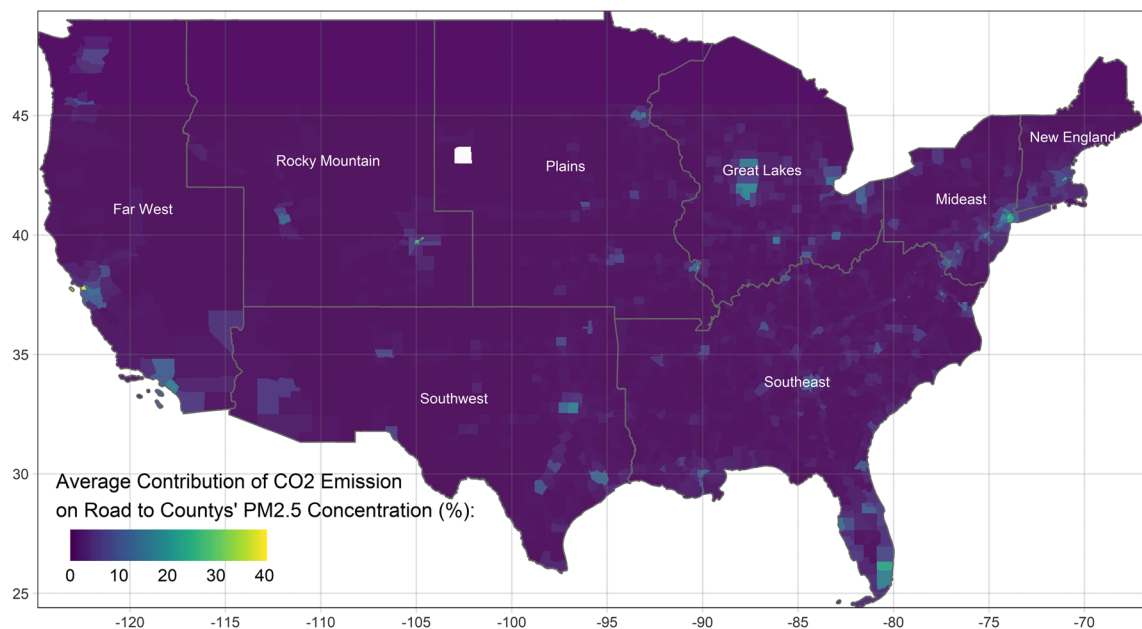 45
40
35
30
25
New England
Rocky Mountain
Plains
Great Lakes
Mideast
Far West
Southeast
Southwest
Average Contribution of CO2 Emission
on Road to Countys' PM2.5 Concentration (%):
0 10 20 30 40
-120 -115 -110 -105 -100 -95 -90 -85 -80 -75 -70